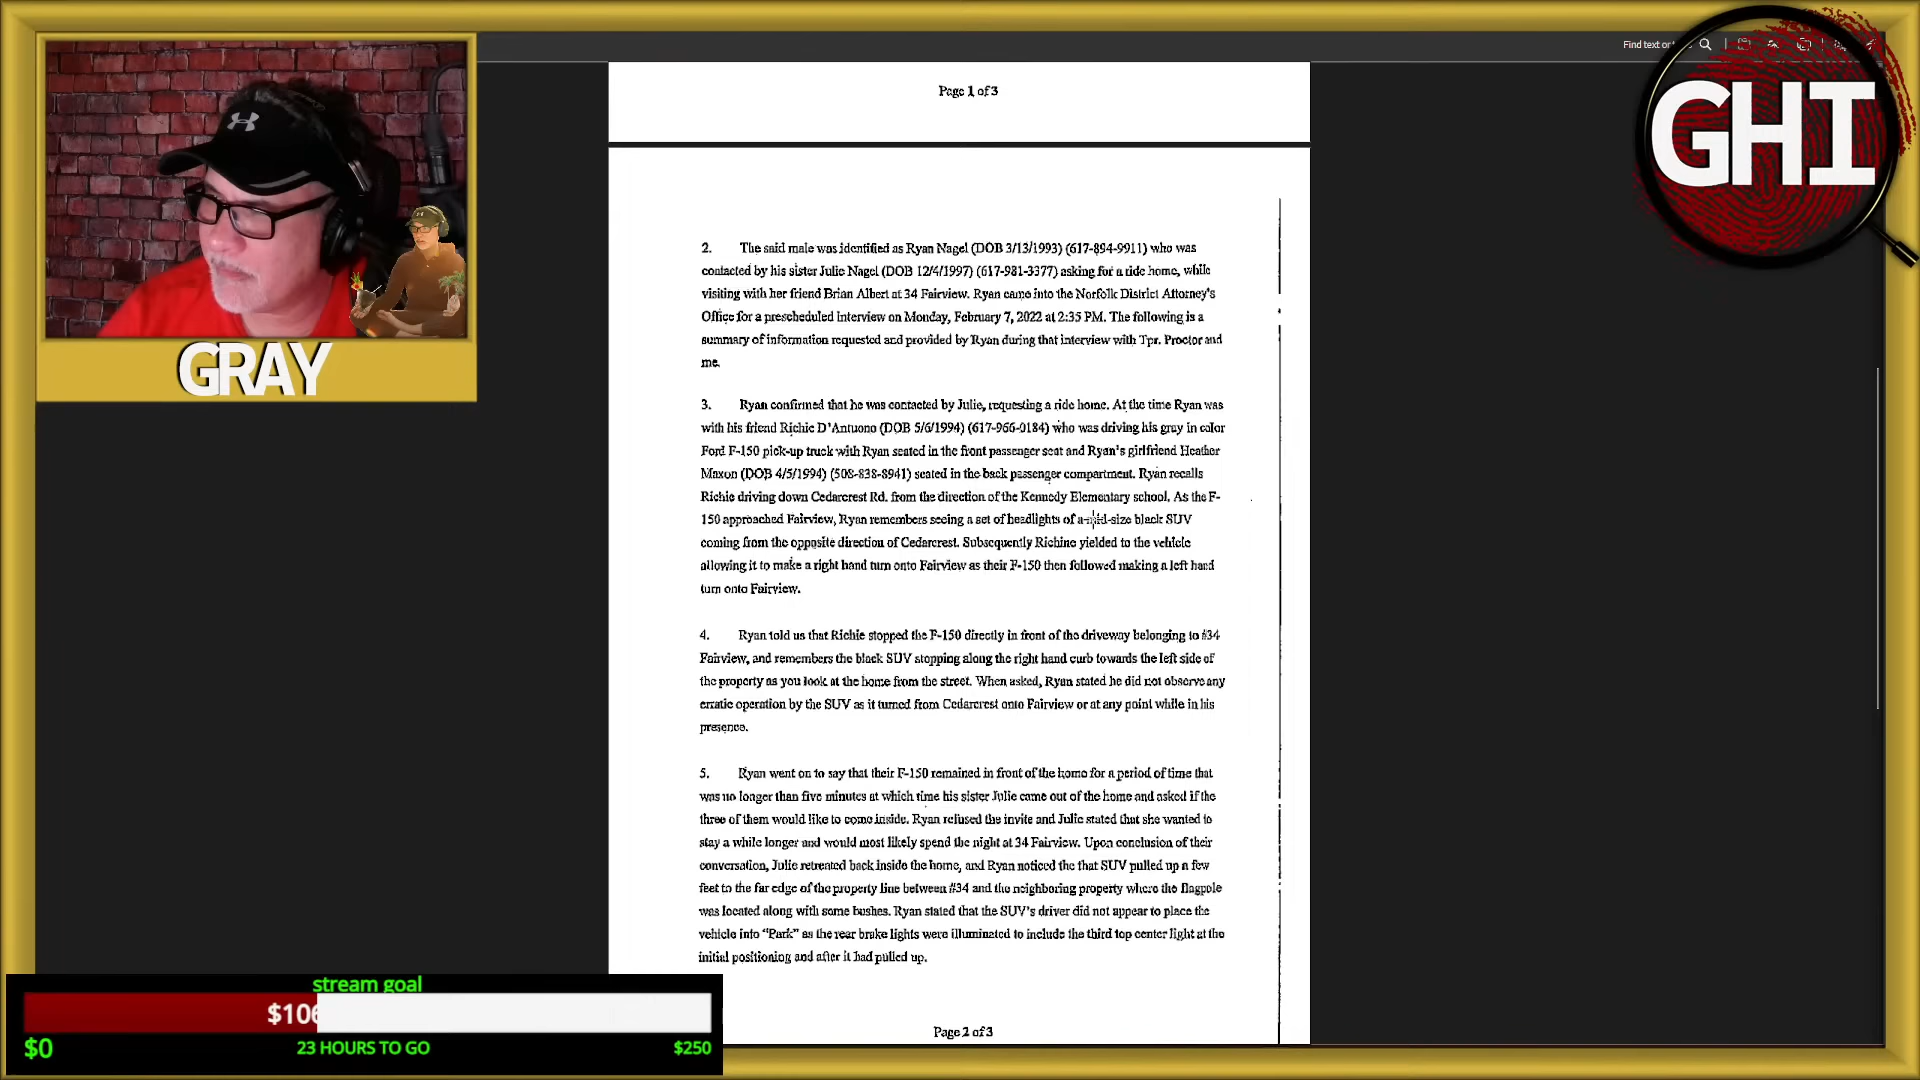 Find text or
GHI
GRAY
Page 1 of 3
2. The said male was identified as Ryan Nagel (DOB 3/13/1993) (617-894-9911) who was
contacted by his sister Julie Nagel (DOB 12/4/1997) (617-981-3377) asking for a ride home, while
visiting with her friend Brian Albert at 34 Fairview. Ryan came into the Norfolk District Attorney's
Office for a prescheduled interview on Monday, February 7, 2022 at 2:35 PM. The following is a
summary of information requested and provided by Ryan during that interview with Tpr. Proctor and
me.
3. Ryan confirmed that he was contacted by Julie, requesting a ride home. At the time Ryan was
with his friend Richie D'Antuono (DOB 5/6/1994) (617-966-0184) who was driving his gray in color
Ford F-150 pick-up truck with Ryan seated in the front passenger seat and Ryan's girlfriend Heather
Maxon (DOB 4/5/1994) (508-838-8941) seated in the back passenger compartment. Ryan recalls
Richie driving down Cedarcrest Rd. from the direction of the Kennedy Elementary school. As the F-
150 approached Fairview, Ryan remembers seeing a set of headlights of a mid-size black SUV
coming from the opposite direction of Cedarcrest. Subsequently Richine yielded to the vehicle
allowing it to make a right hand turn onto Fairview as their F-150 then followed making a left hand
turn onto Fairview.
4. Ryan told us that Richie stopped the F-150 directly in front of the driveway belonging to #34
Fairview, and remembers the black SUV stopping along the right hand curb towards the left side of
the property as you look at the home from the street. When asked, Ryan stated he did not observe any
erratic operation by the SUV as it turned from Cedarcrest onto Fairview or at any point while in his
presence.
5. Ryan went on to say that their F-150 remained in front of the home for a period of time that
was no longer than five minutes at which time his sister Julie came out of the home and asked if the
three of them would like to come inside. Ryan refused the invite and Julie stated that she wanted to
stay a while longer and would most likely spend the night at 34 Fairview. Upon conclusion of their
conversation, Julie retreated back inside the home, and Ryan noticed the that SUV pulled up a few
feet to the far edge of the property line between #34 and the neighboring property where the flagpole
was located along with some bushes. Ryan stated that the SUV's driver did not appear to place the
vehicle into “Park” as the rear brake lights were illuminated to include the third top center light at the
initial positioning and after it had pulled up.
Page 2 of 3
stream goal
$106
$0
23 HOURS TO GO
$250